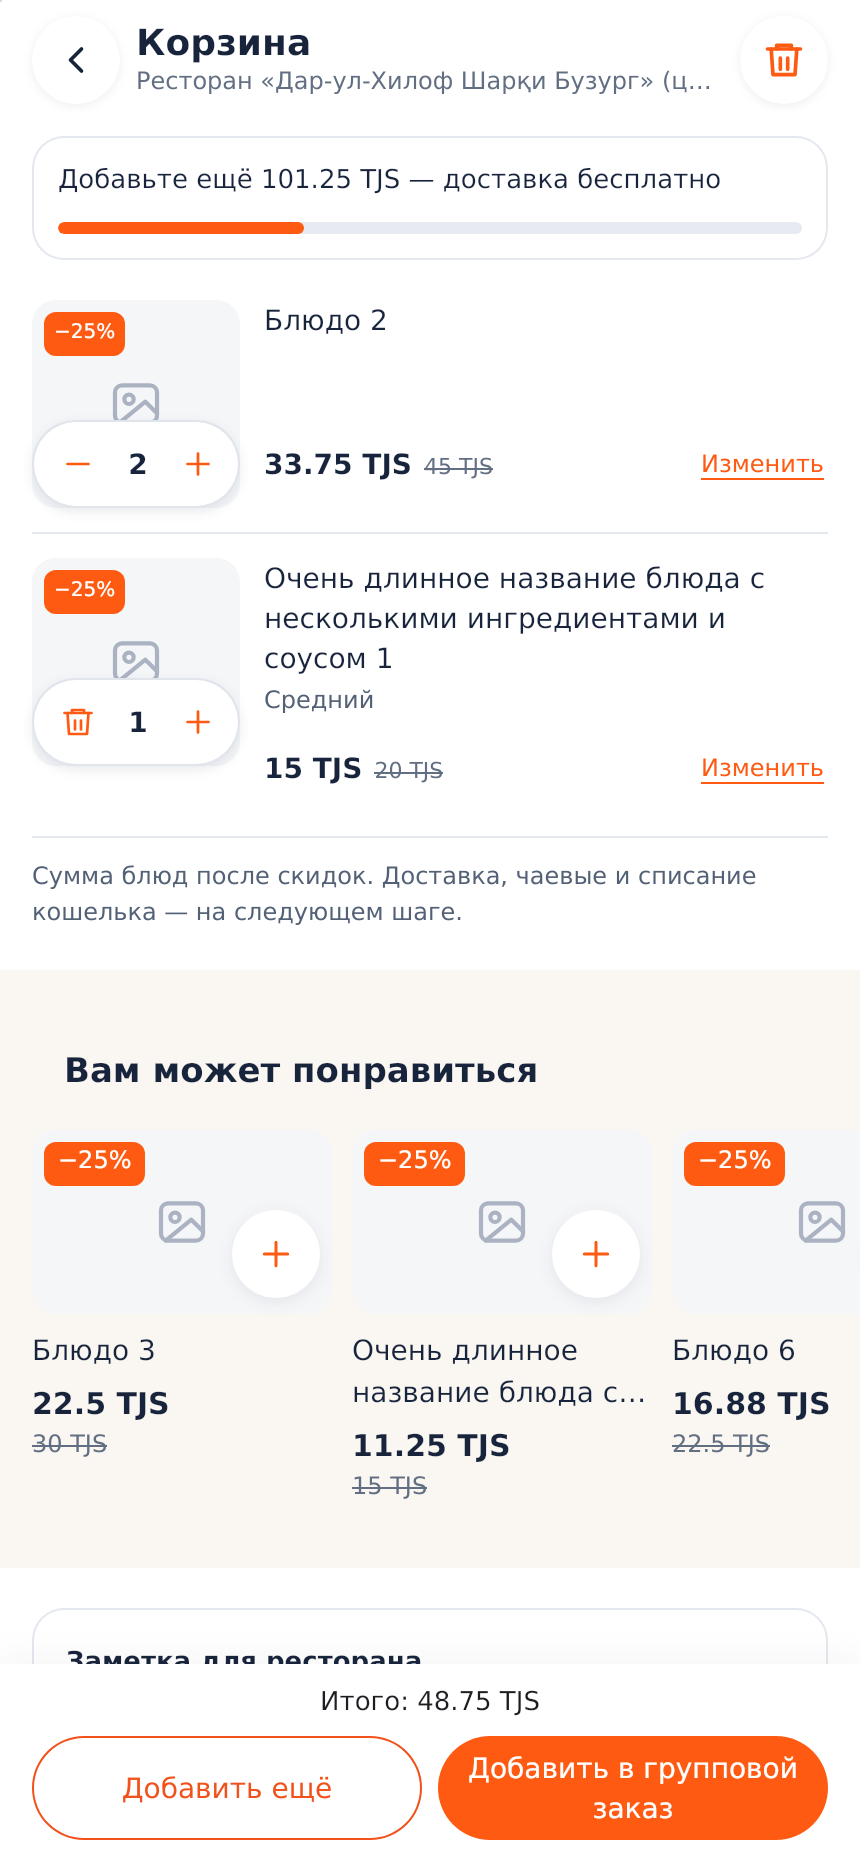 Корзина
Ресторан «Дар-ул-Хилоф Шарқи Бузург» (ц...
Добавьте ещё 101.25 TJS — доставка бесплатно
−25%
Блюдо 2
2
33.75 TJS 45 TJS
Изменить
−25%
Очень длинное название блюда с
несколькими ингредиентами и
соусом 1
Средний
1
15 TJS 20 TJS
Изменить
Сумма блюд после скидок. Доставка, чаевые и списание
кошелька — на следующем шаге.
Вам может понравиться
−25%
Блюдо 3
22.5 TJS
30 TJS
−25%
Очень длинное
название блюда с...
11.25 TJS
15 TJS
−25%
Блюдо 6
16.88 TJS
22.5 TJS
Заметка для ресторана
Итого: 48.75 TJS
Добавить ещё
Добавить в групповой
заказ